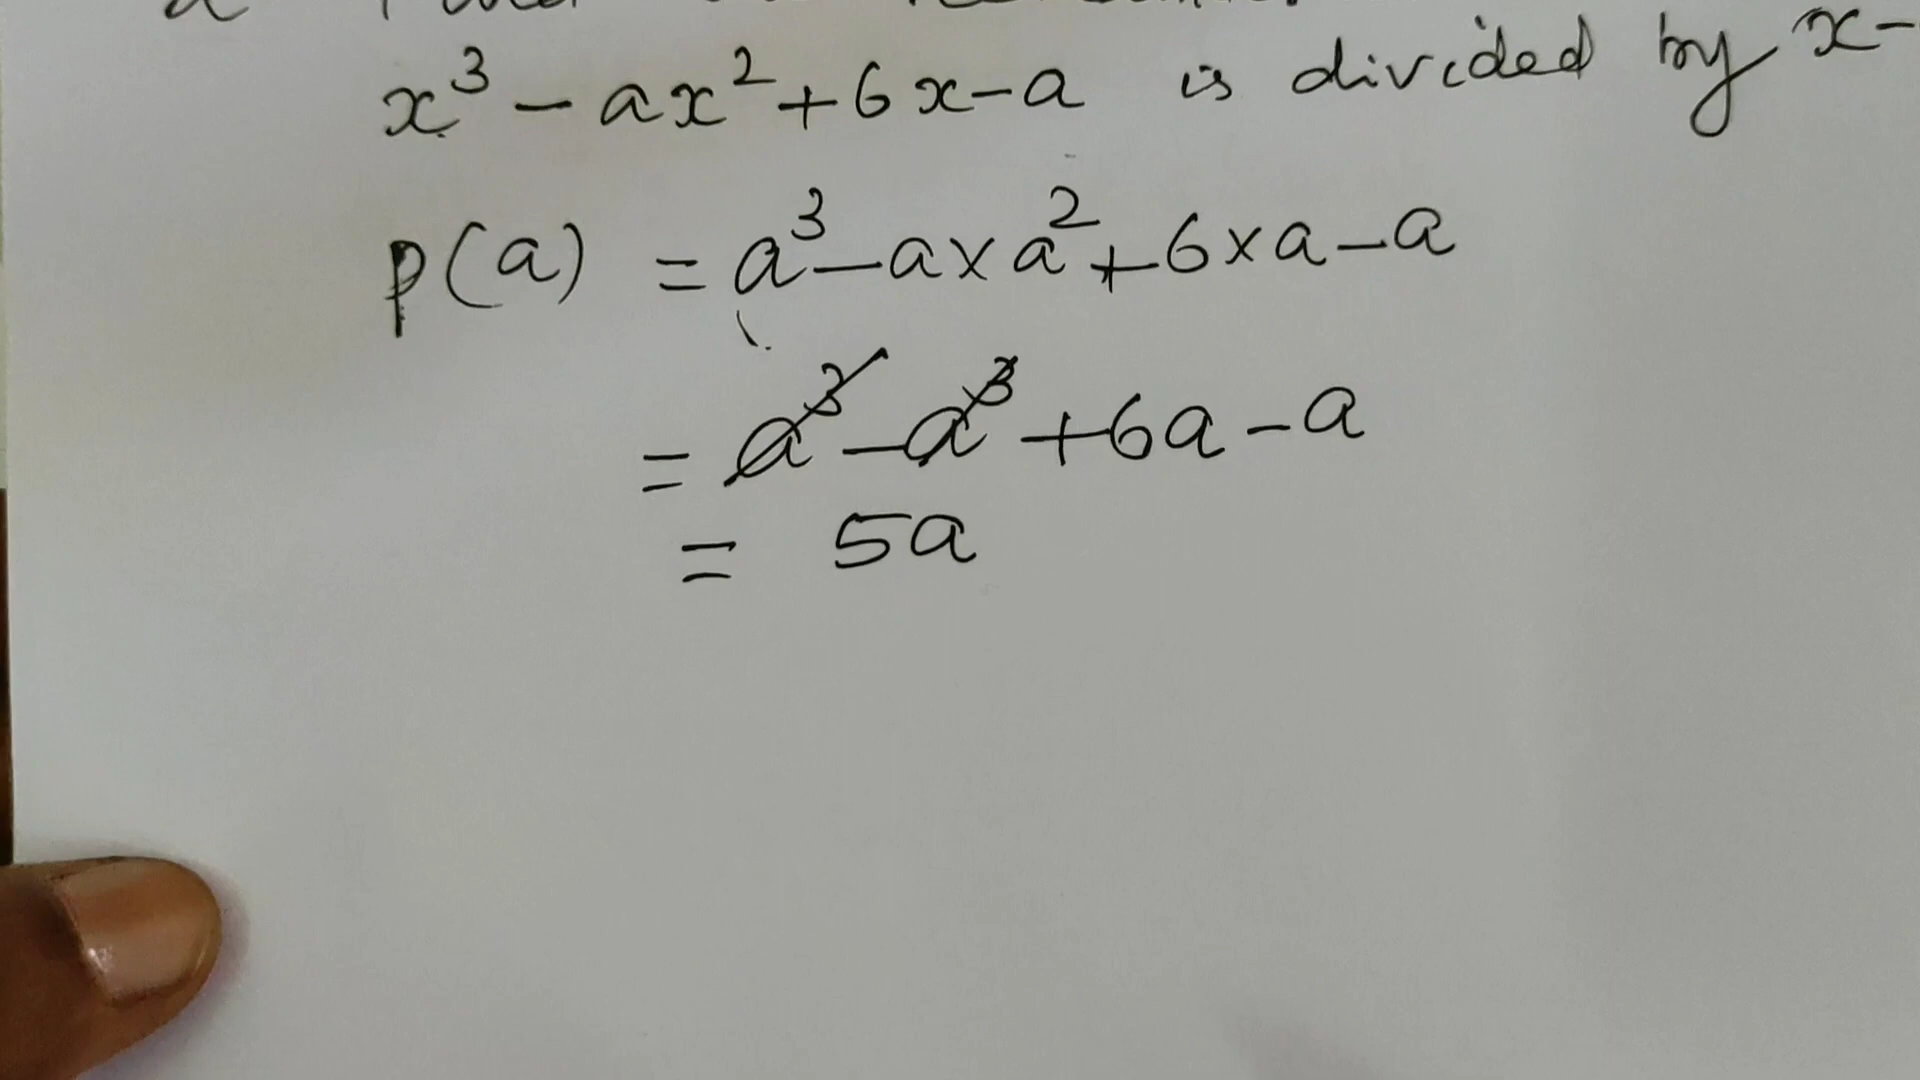 x³ - ax² + 6x - a is divided by x -
p(a) = a³ - a × a² + 6 × a - a
= a³ - a³ + 6a - a
= 5a